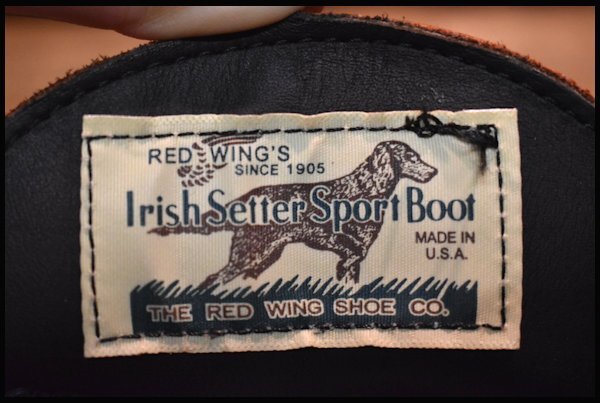 RED WING'S
SINCE 1905
Irish Setter Sport Boot
MADE IN
U.S.A.
THE RED WING SHOE CO.